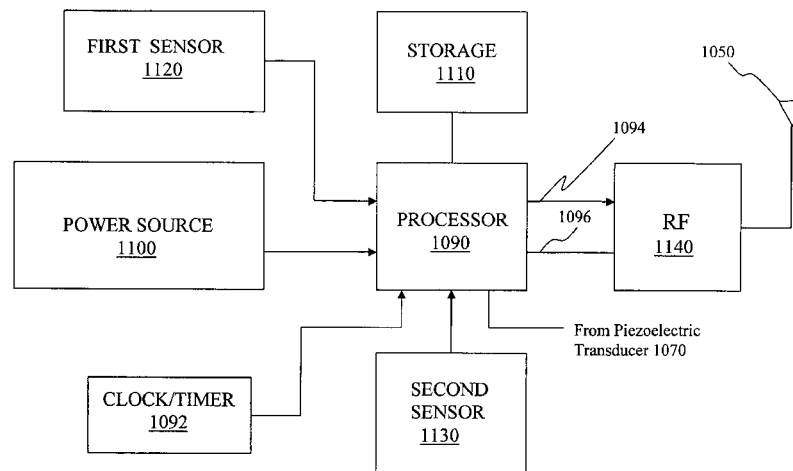 FIRST SENSOR
1120
STORAGE
1110
1050
1094
POWER SOURCE
1100
PROCESSOR
1090
1096
RF
1140
From Piezoelectric
Transducer 1070
CLOCK/TIMER
1092
SECOND
SENSOR
1130